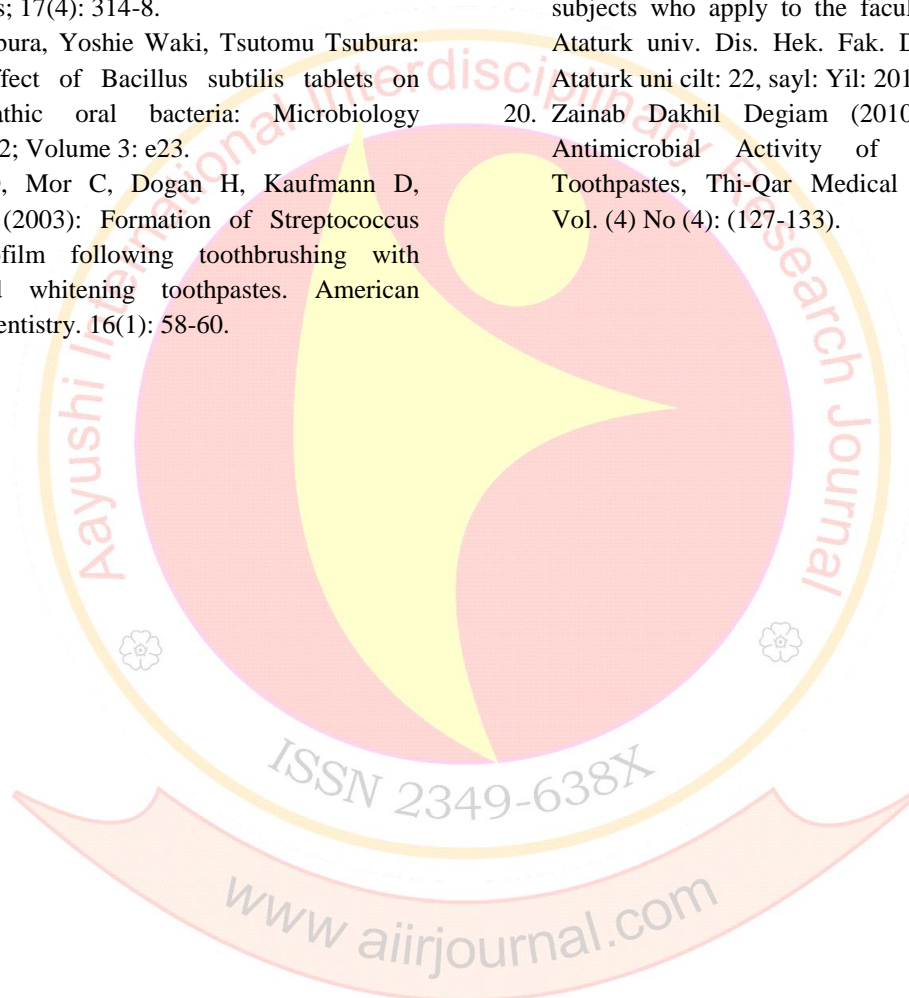 s; 17(4): 314-8.
bura, Yoshie Waki, Tsutomu Tsubura:
ffect of Bacillus subtilis tablets on
athic oral bacteria: Microbiology
2; Volume 3: e23.
, Mor C, Dogan H, Kaufmann D,
(2003): Formation of Streptococcus
film following toothbrushing with
whitening toothpastes. American
entistry. 16(1): 58-60.
subjects who apply to the facul
Ataturk univ. Dis. Hek. Fak. D
Ataturk uni cilt: 22, sayl: Yil: 201
20. Zainab Dakhil Degiam (2010
Antimicrobial Activity of
Toothpastes, Thi-Qar Medical
Vol. (4) No (4): (127-133).
Aayushi International Interdisciplinary Research Journal
ISSN 2349-638X
www aiirjournal.com